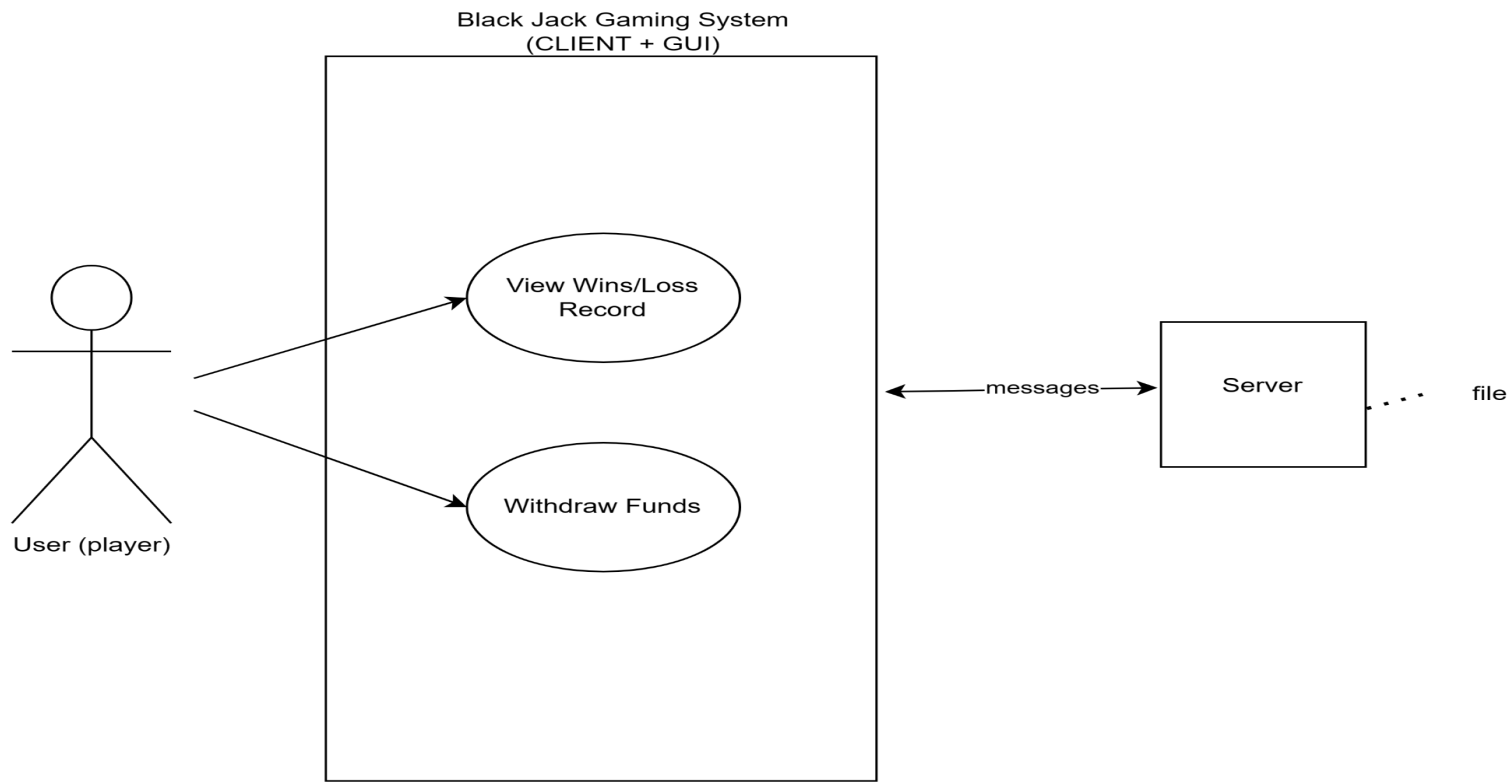 Black Jack Gaming System
(CLIENT + GUI)
View Wins/Loss
Record
messages
Server
file
Withdraw Funds
User (player)